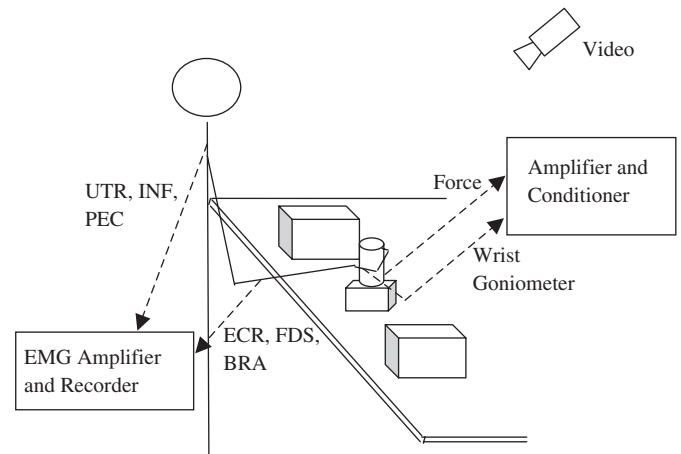 Video
UTR, INF,
PEC
Force
Amplifier and
Conditioner
Wrist
Goniometer
ECR, FDS,
BRA
EMG Amplifier
and Recorder